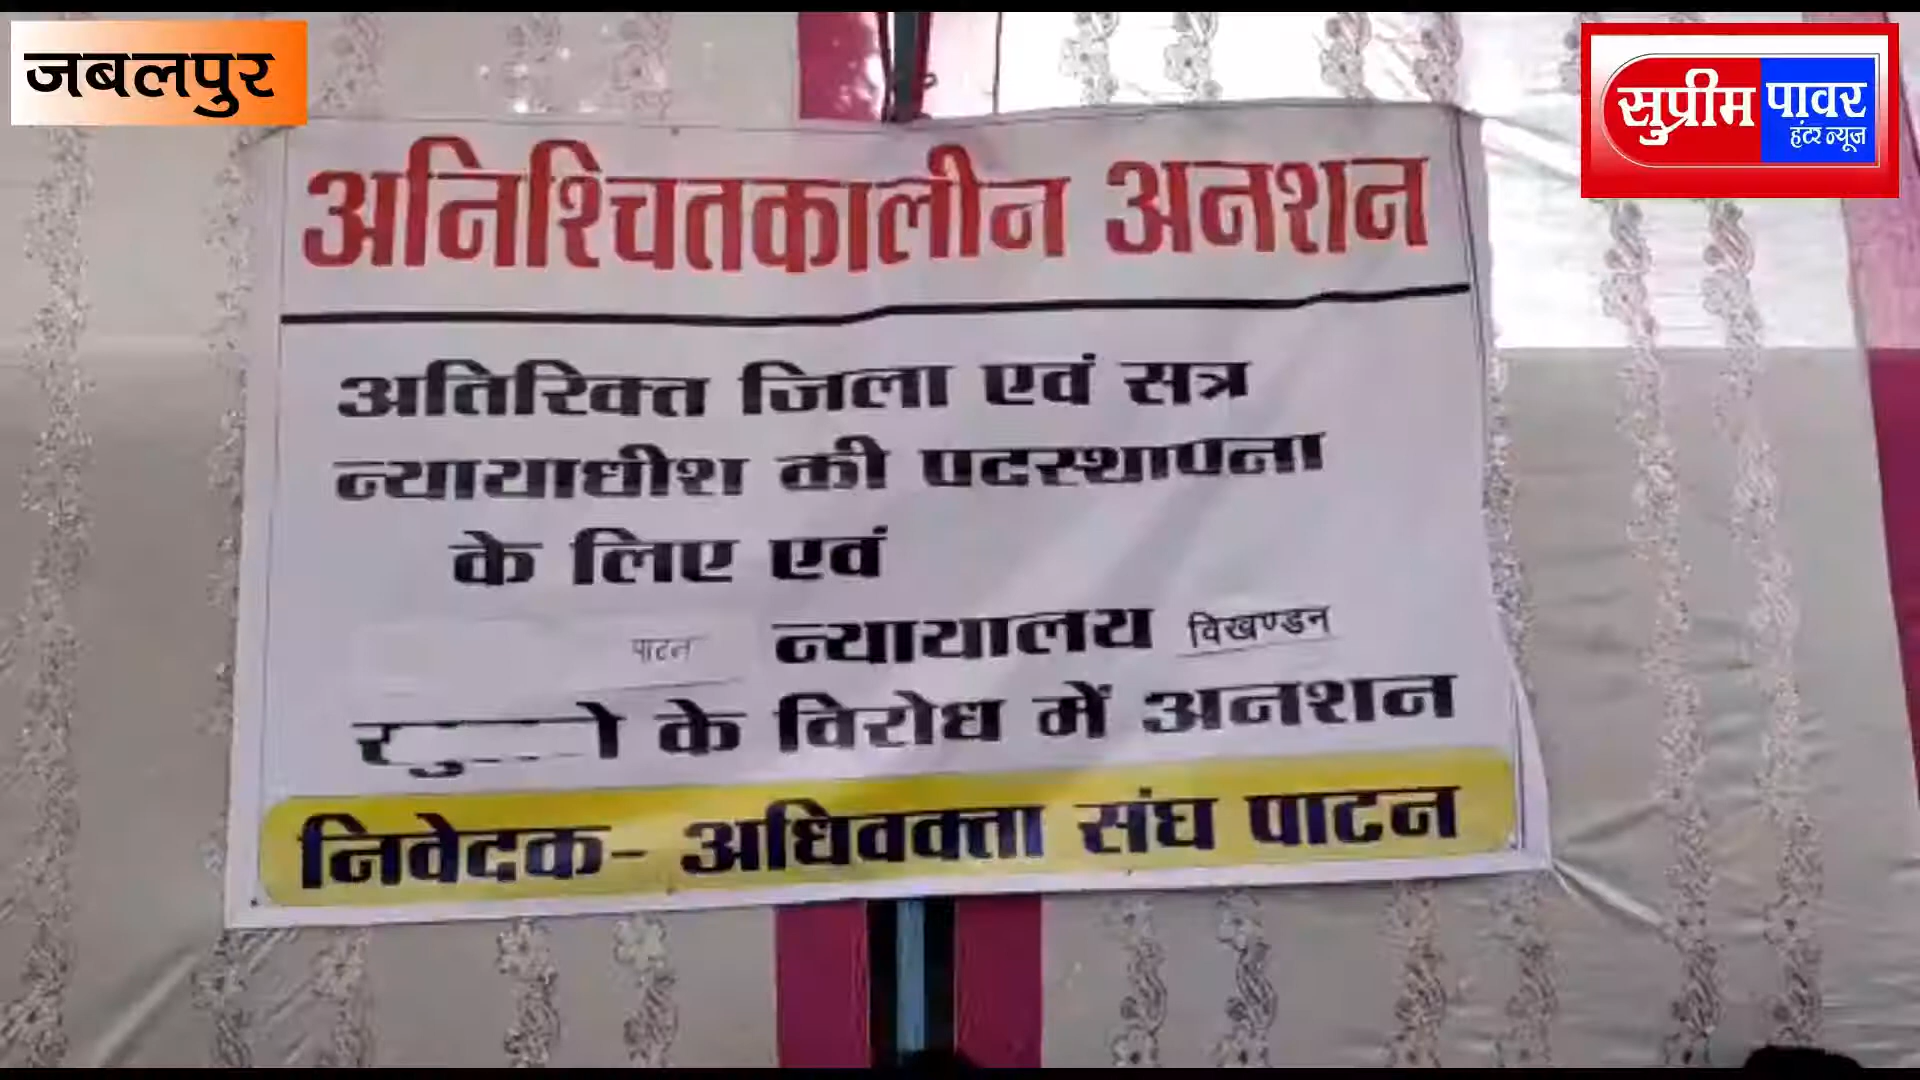 जबलपुर
सुप्रीम पावर
हंटर न्यूज
अनिश्चितकालीन अनशन
अतिरिक्त जिला एवं सत्र
न्यायाधीश की पदस्थापना
के लिए एवं
पाटन न्यायालय विखण्डन
के विरोध में अनशन
निवेदक- अधिवक्ता संघ पाटन